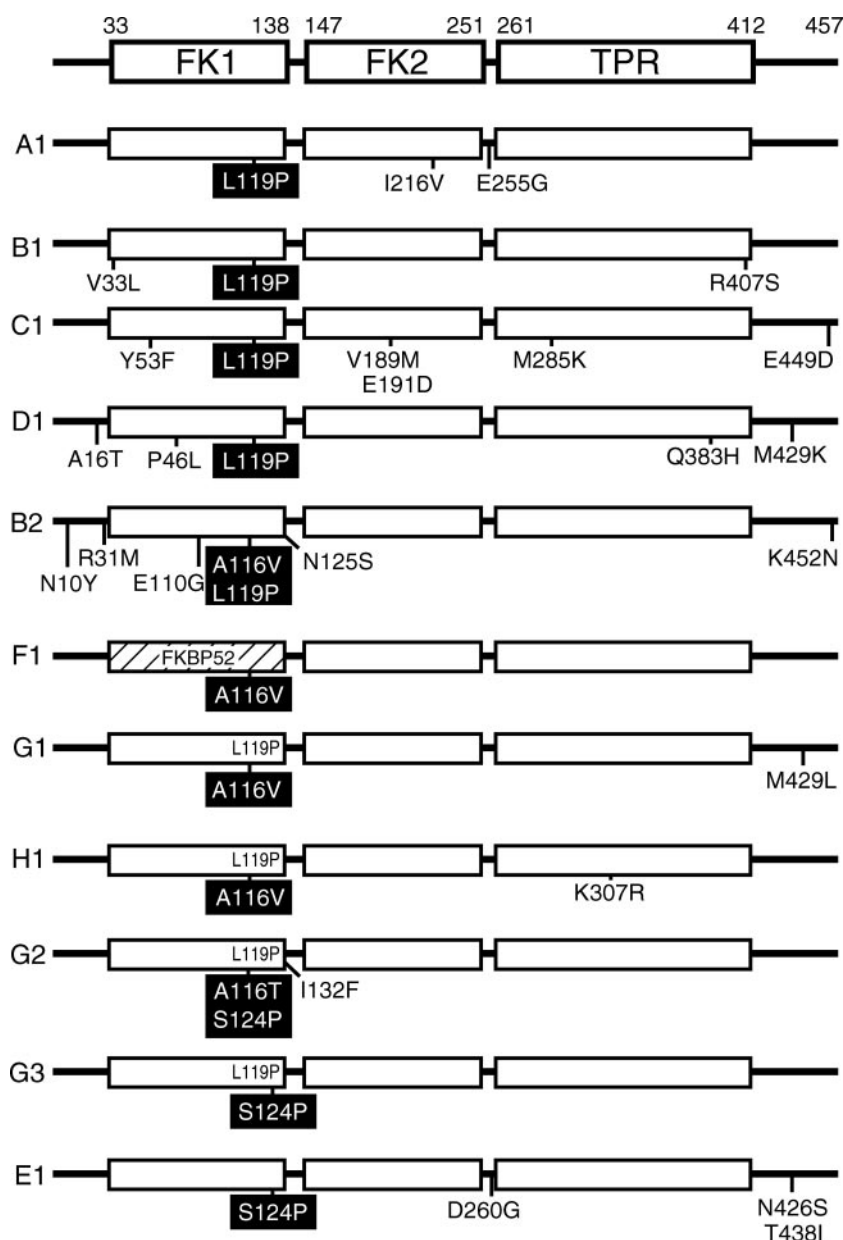 33 138 147 251 261 412 457
FK1 FK2 TPR
A1
L119P I216V E255G
B1
V33L L119P R407S
C1
Y53F L119P V189M M285K E449D
E191D
D1
A16T P46L L119P Q383H M429K
B2
R31M A116V N125S K452N
N10Y E110G L119P
F1 FKBP52
A116V
G1 L119P
A116V M429L
H1 L119P
A116V K307R
G2 L119P
A116T I132F
S124P
G3 L119P
S124P
E1
S124P D260G N426S
T438I